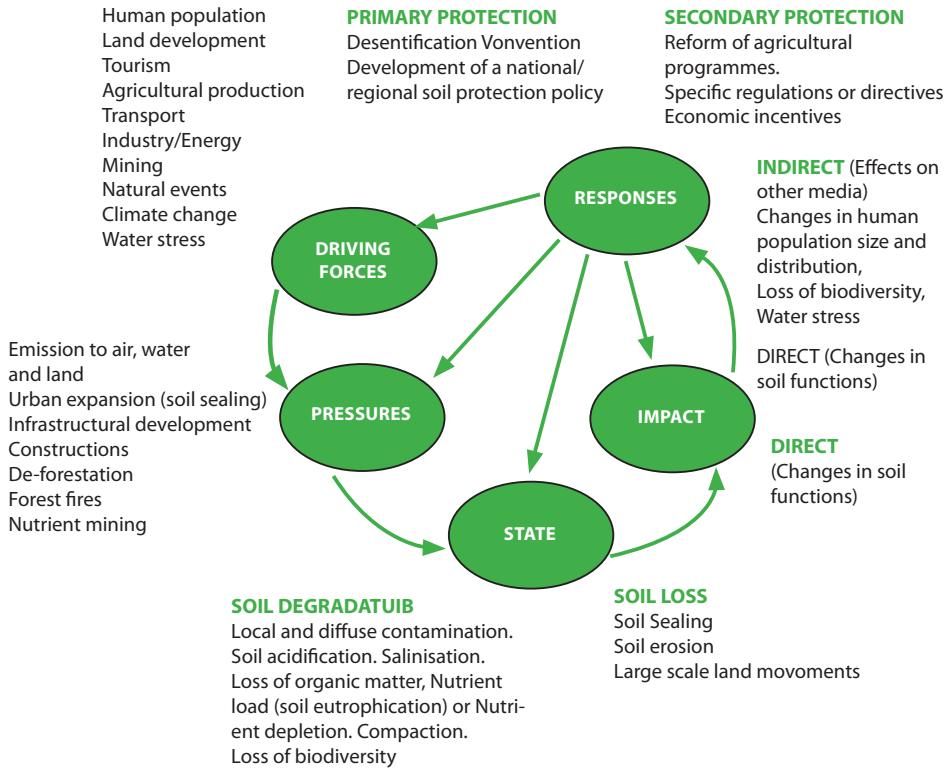 Human population
Land development
Tourism
Agricultural production
Transport
Industry/Energy
Mining
Natural events
Climate change
Water stress
PRIMARY PROTECTION
Desentification Vonvention
Development of a national/
regional soil protection policy
SECONDARY PROTECTION
Reform of agricultural
programmes.
Specific regulations or directives
Economic incentives
RESPONSES
DRIVING
FORCES
INDIRECT (Effects on
other media)
Changes in human
population size and
distribution,
Loss of biodiversity,
Water stress
DIRECT (Changes in
soil functions)
Emission to air, water
and land
Urban expansion (soil sealing)
Infrastructural development
Constructions
De-forestation
Forest fires
Nutrient mining
PRESSURES
IMPACT
DIRECT
(Changes in soil
functions)
STATE
SOIL DEGRADATUIB
Local and diffuse contamination.
Soil acidification. Salinisation.
Loss of organic matter, Nutrient
load (soil eutrophication) or Nutri-
ent depletion. Compaction.
Loss of biodiversity
SOIL LOSS
Soil Sealing
Soil erosion
Large scale land movoments